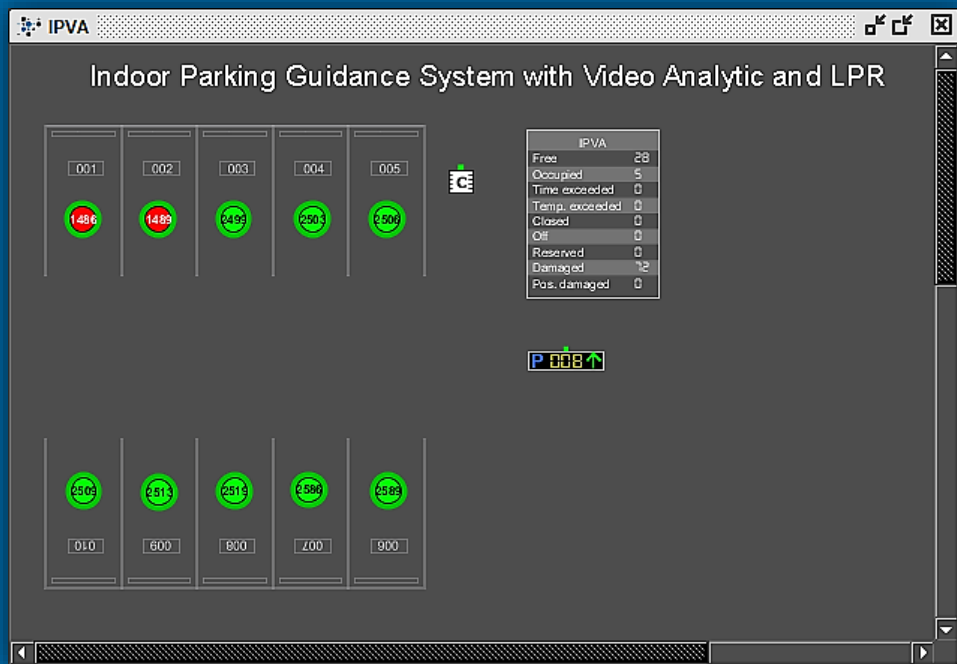 IPVA
Indoor Parking Guidance System with Video Analytic and LPR
001 002 003 004 005
1486 1489 2499 2503 2506
C
IPVA
Free 28
Occupied 5
Time exceeded 0
Temp. exceeded 0
Closed 0
Off 0
Reserved 0
Damaged 72
Pos. damaged 0
P 008
2509 2513 2519 2586 2589
010 009 008 007 006